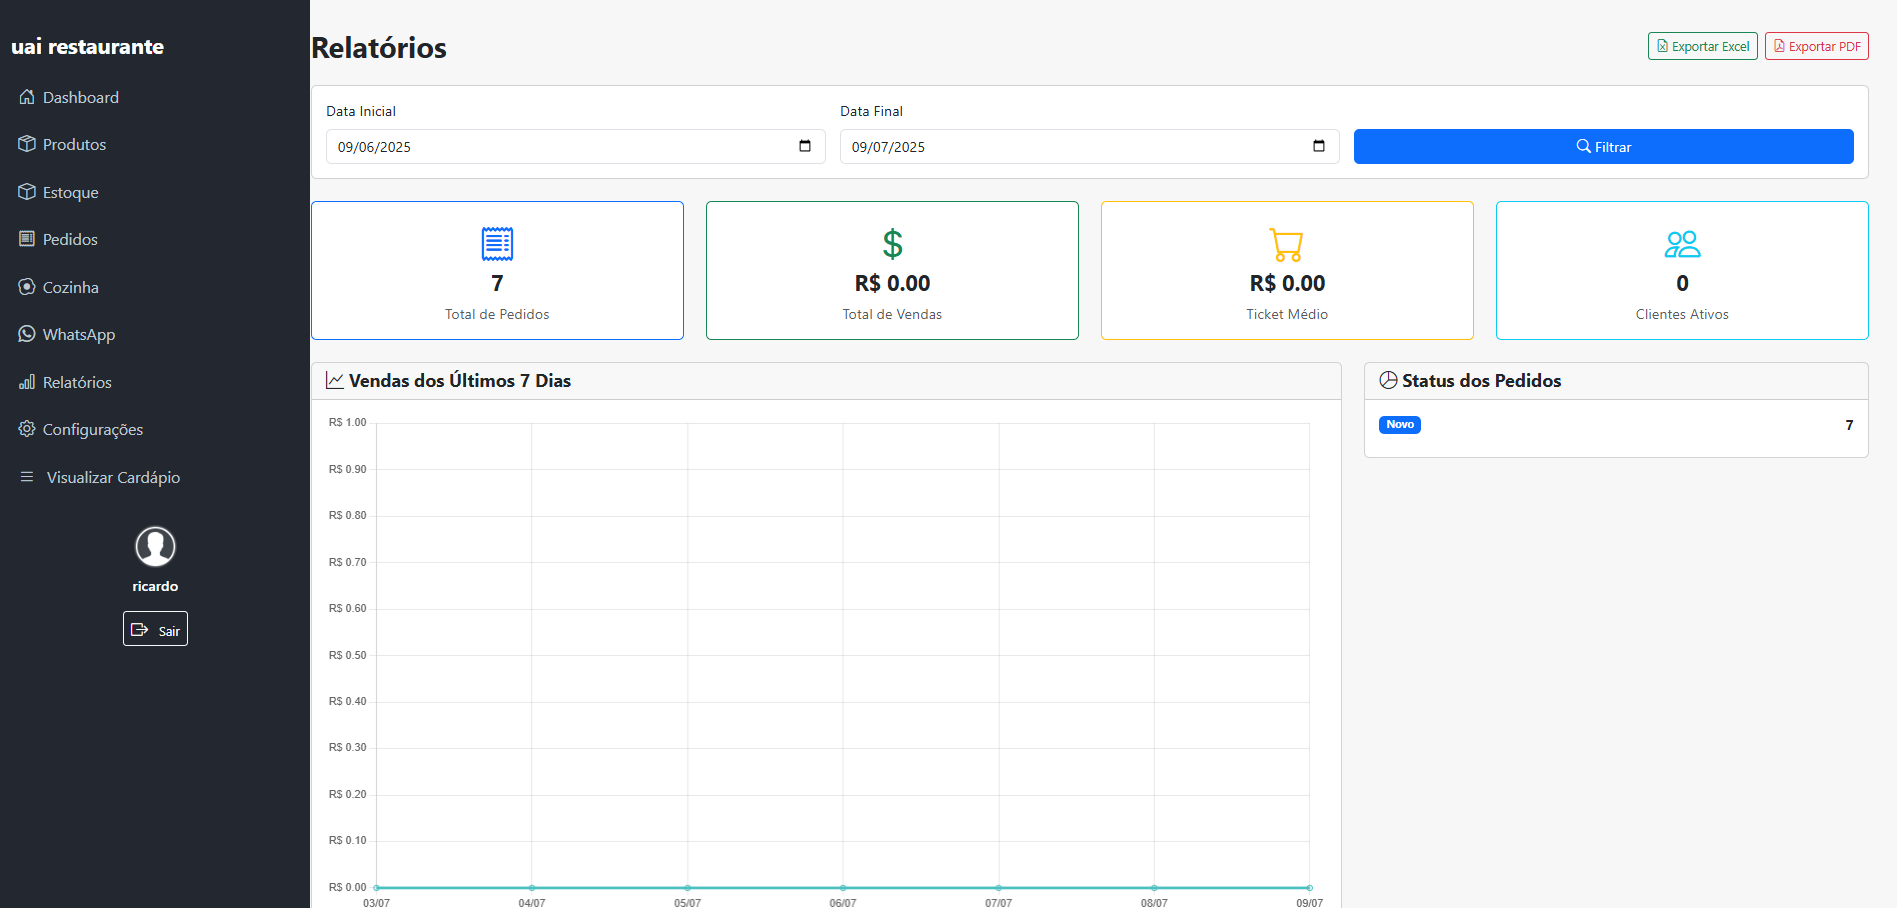 uai restaurante
Dashboard
Produtos
Estoque
Pedidos
Cozinha
WhatsApp
Relatórios
Configurações
Visualizar Cardápio
ricardo
Sair
Relatórios
Exportar Excel
Exportar PDF
Data Inicial
09/06/2025
Data Final
09/07/2025
Filtrar
7
Total de Pedidos
R$ 0.00
Total de Vendas
R$ 0.00
Ticket Médio
0
Clientes Ativos
Vendas dos Últimos 7 Dias
R$ 1.00
R$ 0.90
R$ 0.80
R$ 0.70
R$ 0.60
R$ 0.50
R$ 0.40
R$ 0.30
R$ 0.20
R$ 0.10
R$ 0.00
03/07 04/07 05/07 06/07 07/07 08/07 09/07
Status dos Pedidos
Novo 7